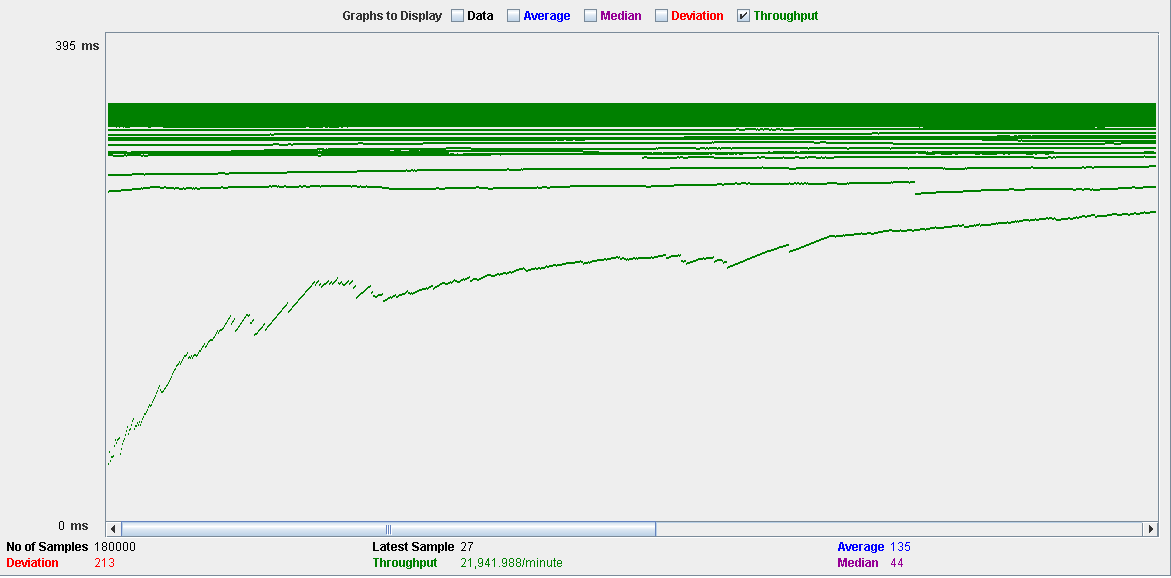 Graphs to Display Data Average Median Deviation Throughput
395 ms
0 ms
No of Samples 180000 Latest Sample 27 Average 135
Deviation 213 Throughput 21,941.988/minute Median 44